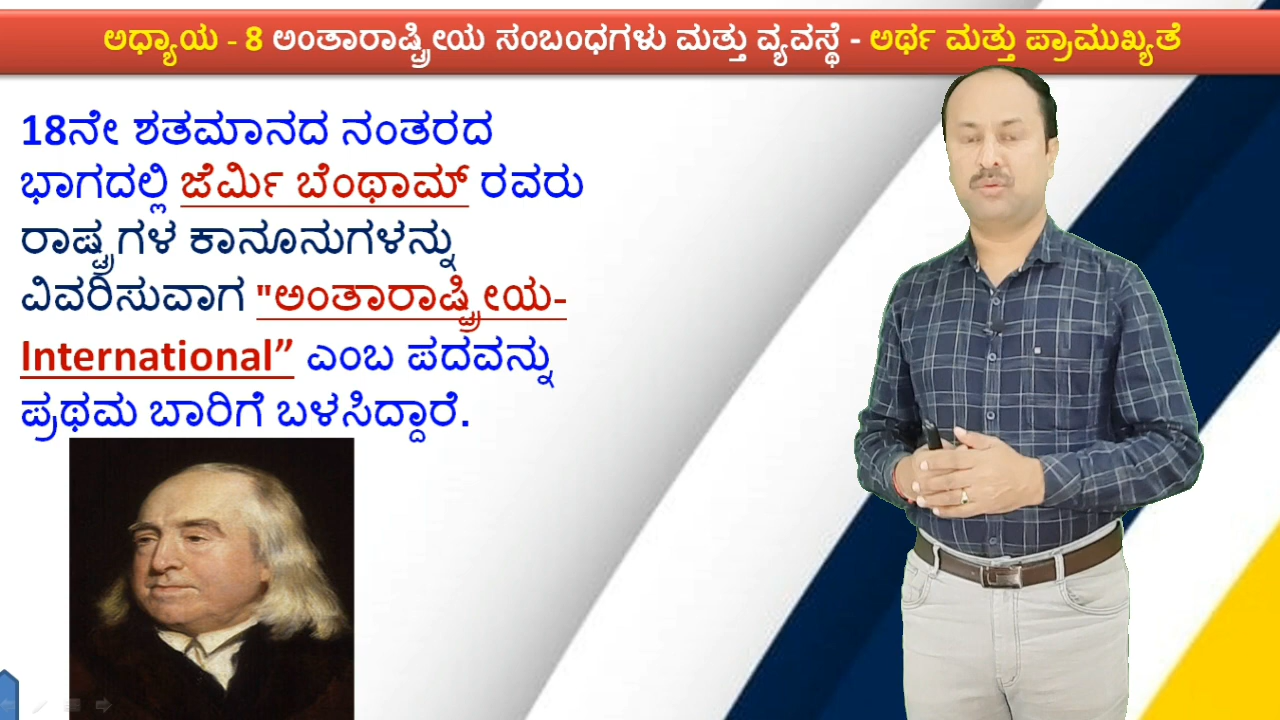 ಅಧ್ಯಾಯ - 8 ಅಂತಾರಾಷ್ಟ್ರೀಯ ಸಂಬಂಧಗಳು ಮತ್ತು ವ್ಯವಸ್ಥೆ - ಅರ್ಥ ಮತ್ತು ಪ್ರಾಮುಖ್ಯತೆ
18ನೇ ಶತಮಾನದ ನಂತರದ
ಭಾಗದಲ್ಲಿ ಜೆರ್ಮಿ ಬೆಂಥಾಮ್ ರವರು
ರಾಷ್ಟ್ರಗಳ ಕಾನೂನುಗಳನ್ನು
ವಿವರಿಸುವಾಗ "ಅಂತಾರಾಷ್ಟ್ರೀಯ-
International” ಎಂಬ ಪದವನ್ನು
ಪ್ರಥಮ ಬಾರಿಗೆ ಬಳಸಿದ್ದಾರೆ.